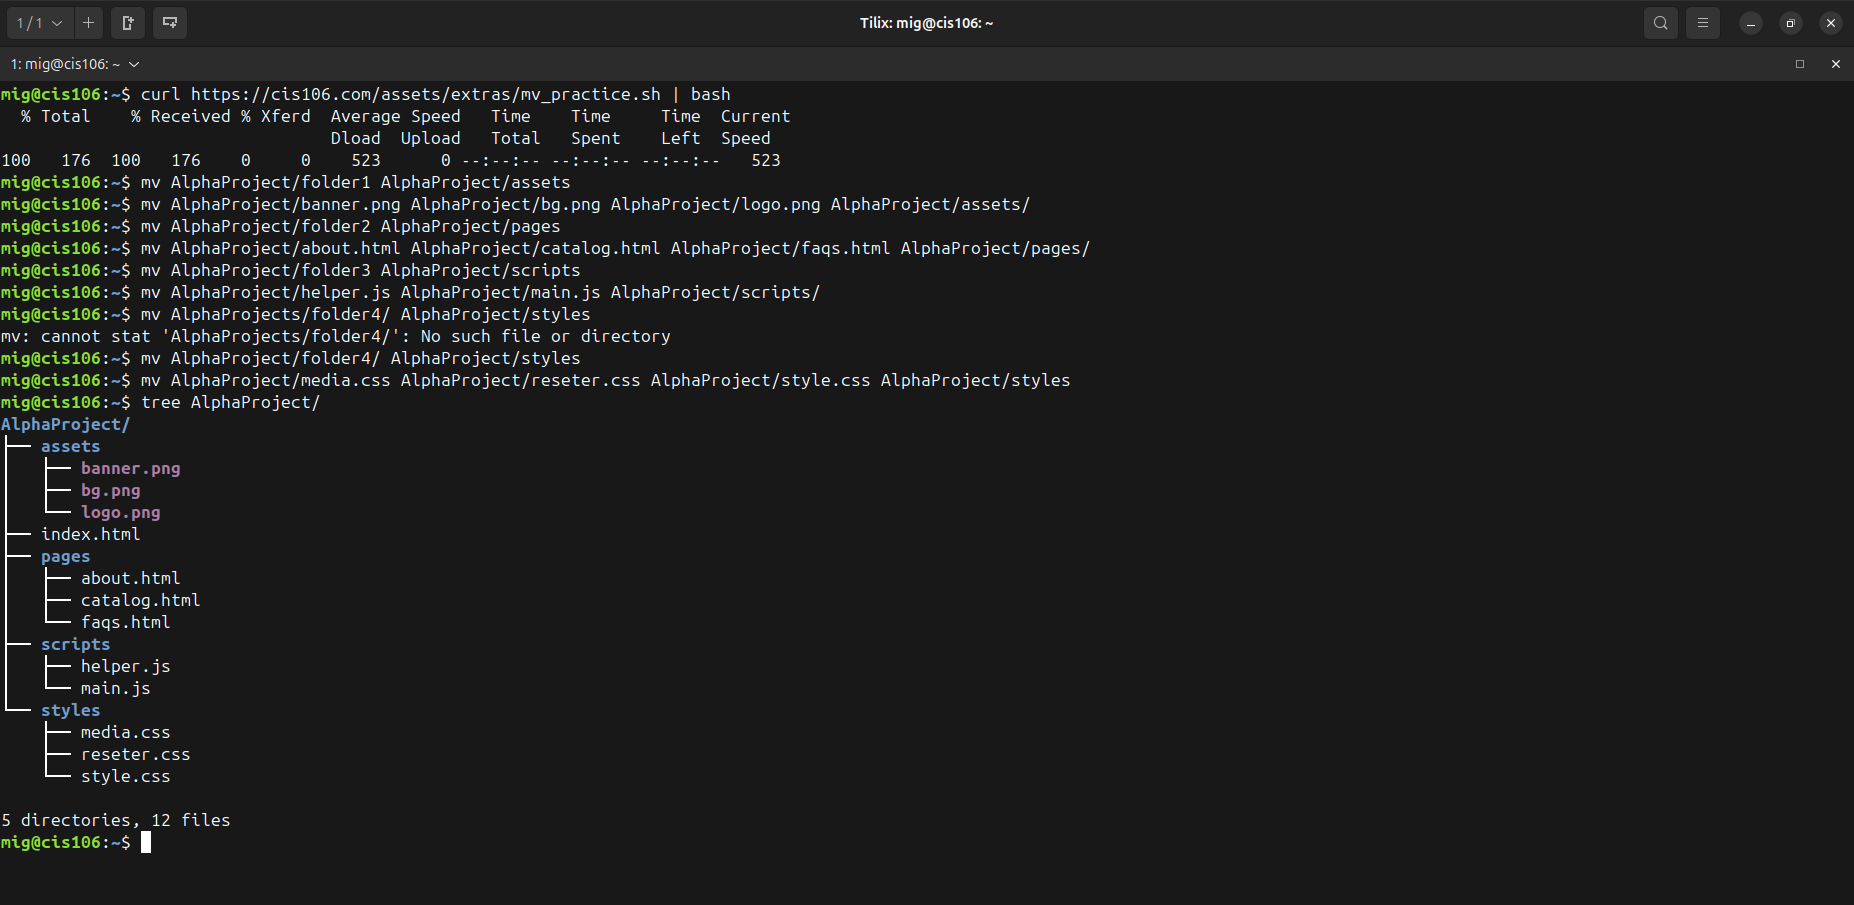 1 / 1
Tilix: mig@cis106: ~
1: mig@cis106: ~
mig@cis106:~$ curl https://cis106.com/assets/extras/mv_practice.sh | bash
  % Total    % Received % Xferd  Average Speed   Time    Time     Time  Current
                                 Dload  Upload   Total   Spent    Left  Speed
100   176  100   176    0     0    523      0 --:--:-- --:--:-- --:--:--   523
mig@cis106:~$ mv AlphaProject/folder1 AlphaProject/assets
mig@cis106:~$ mv AlphaProject/banner.png AlphaProject/bg.png AlphaProject/logo.png AlphaProject/assets/
mig@cis106:~$ mv AlphaProject/folder2 AlphaProject/pages
mig@cis106:~$ mv AlphaProject/about.html AlphaProject/catalog.html AlphaProject/faqs.html AlphaProject/pages/
mig@cis106:~$ mv AlphaProject/folder3 AlphaProject/scripts
mig@cis106:~$ mv AlphaProject/helper.js AlphaProject/main.js AlphaProject/scripts/
mig@cis106:~$ mv AlphaProjects/folder4/ AlphaProject/styles
mv: cannot stat 'AlphaProjects/folder4/': No such file or directory
mig@cis106:~$ mv AlphaProject/folder4/ AlphaProject/styles
mig@cis106:~$ mv AlphaProject/media.css AlphaProject/reseter.css AlphaProject/style.css AlphaProject/styles
mig@cis106:~$ tree AlphaProject/
AlphaProject/
├── assets
│   ├── banner.png
│   ├── bg.png
│   └── logo.png
├── index.html
├── pages
│   ├── about.html
│   ├── catalog.html
│   └── faqs.html
├── scripts
│   ├── helper.js
│   └── main.js
└── styles
    ├── media.css
    ├── reseter.css
    └── style.css
5 directories, 12 files
mig@cis106:~$